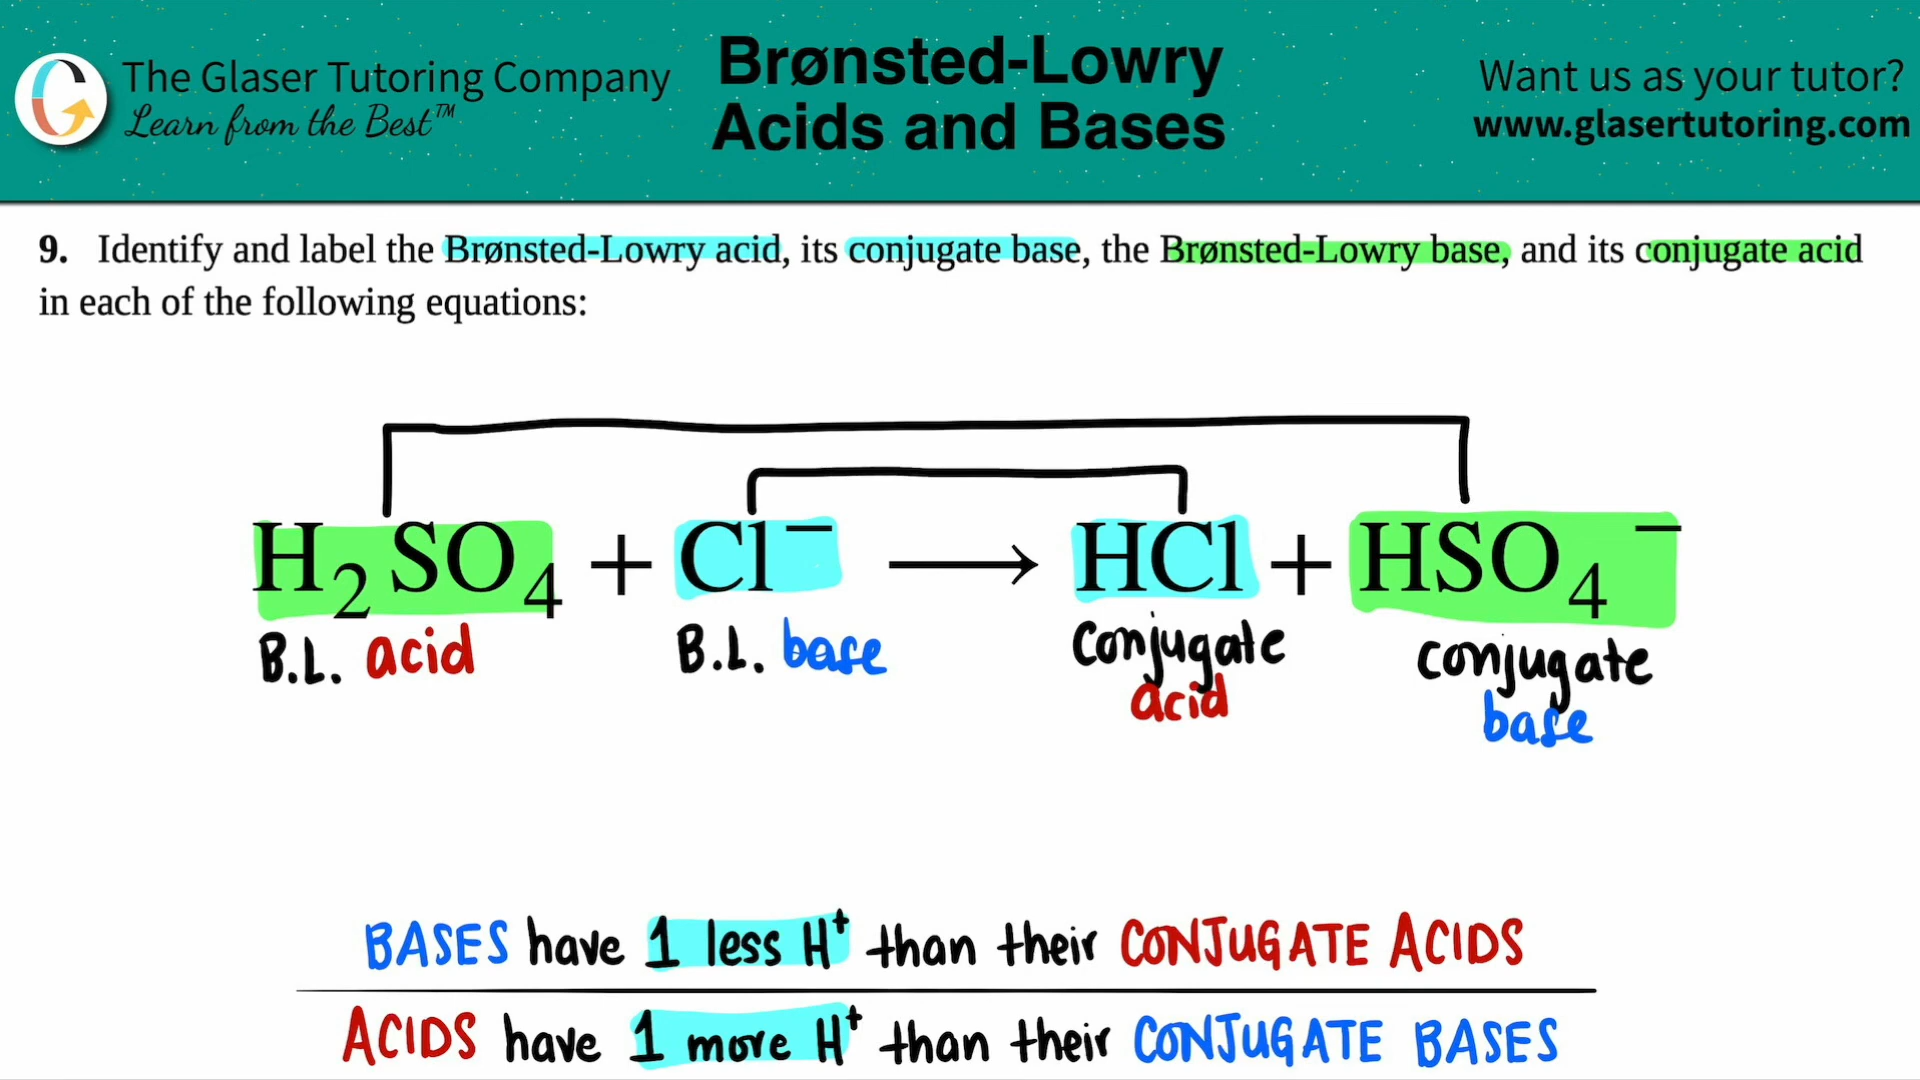 The Glaser Tutoring Company
Learn from the Best™
Brønsted-Lowry
Acids and Bases
Want us as your tutor?
www.glasertutoring.com
9. Identify and label the Brønsted-Lowry acid, its conjugate base, the Brønsted-Lowry base, and its conjugate acid
in each of the following equations:
H₂SO₄ + Cl⁻ ⟶ HCl + HSO₄⁻
B.L. acid B.L. base conjugate acid conjugate base
BASES have 1 less H⁺ than their CONJUGATE ACIDS
ACIDS have 1 more H⁺ than their CONJUGATE BASES